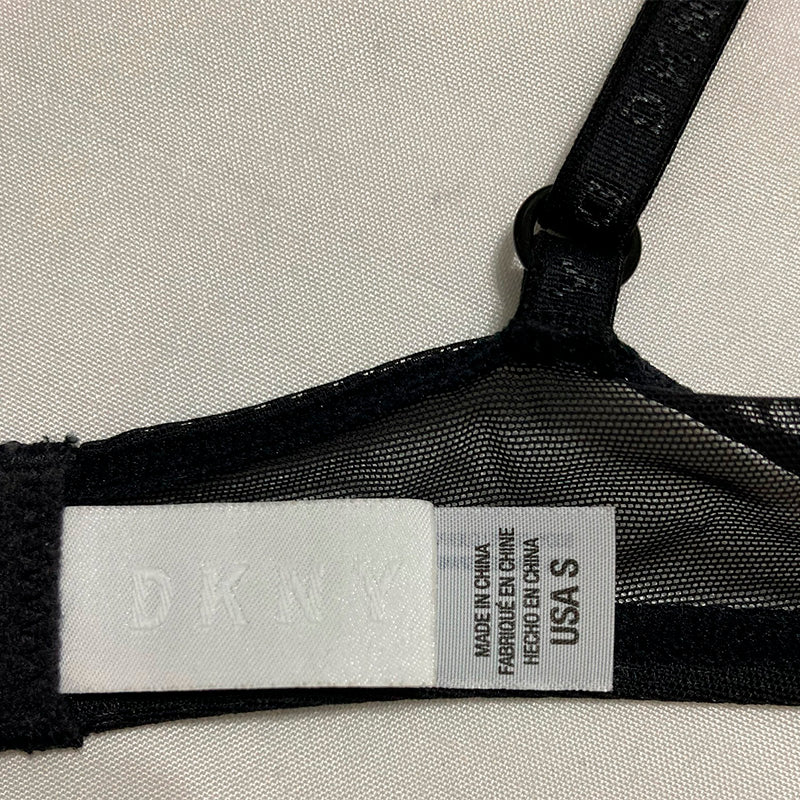 DKNY
MADE IN CHINA
FABRIQUÉ EN CHINE
HECHO EN CHINA
USA S